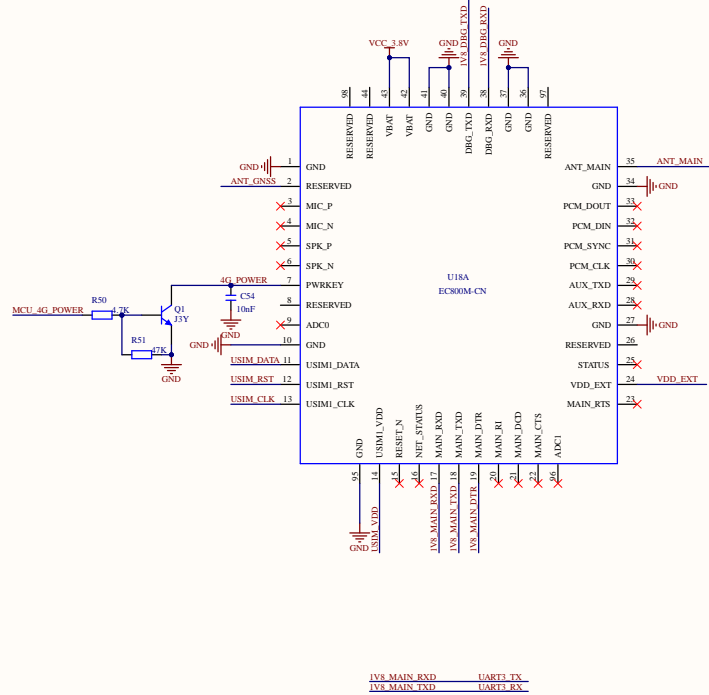 1V8_DBG_TXD
1V8_DBG_RXD
VCC_3.8V
GND
GND
98
44
43
42
41
40
39
38
37
36
97
RESERVED
RESERVED
VBAT
VBAT
GND
GND
DBG_TXD
DBG_RXD
GND
GND
RESERVED
GND 1 GND
ANT_MAIN 35 ANT_MAIN
ANT_GNSS 2 RESERVED
GND 34 GND
3 MIC_P
PCM_DOUT 33
4 MIC_N
PCM_DIN 32
5 SPK_P
PCM_SYNC 31
6 SPK_N
PCM_CLK 30
U18A
EC800M-CN
4G_POWER 7 PWRKEY
AUX_TXD 29
C54
10nF
GND
8 RESERVED
AUX_RXD 28
R50
MCU_4G_POWER 4.7K
Q1
J3Y
9 ADC0
GND 27 GND
R51
47K
GND
GND 10 GND
RESERVED 26
USIM_DATA 11 USIM1_DATA
STATUS 25
USIM_RST 12 USIM1_RST
VDD_EXT 24 VDD_EXT
USIM_CLK 13 USIM1_CLK
MAIN_RTS 23
GND
USIM1_VDD
RESET_N
NET_STATUS
MAIN_RXD
MAIN_TXD
MAIN_DTR
MAIN_RI
MAIN_DCD
MAIN_CTS
ADC1
95
14
15
16
17
18
19
20
21
22
96
GND
USIM_VDD
1V8_MAIN_RXD
1V8_MAIN_TXD
1V8_MAIN_DTR
1V8_MAIN_RXD UART3_TX
1V8_MAIN_TXD UART3_RX